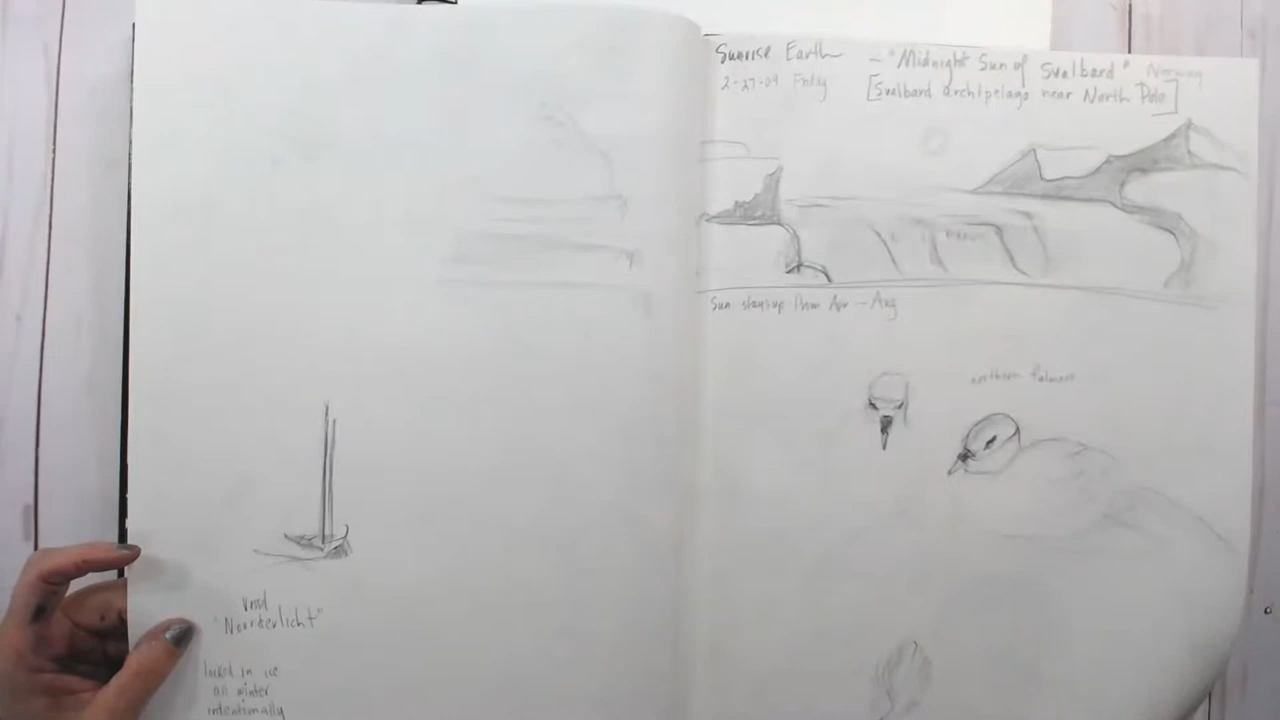 Vessel
"Noorderlicht"
locked in ice
all winter
intentionally
Sunrise Earth – "Midnight Sun of Svalbard" Norway
2-27-09 Friday [Svalbard archipelago near North Pole]
Sun stays up from Apr – Aug
northern fulmars